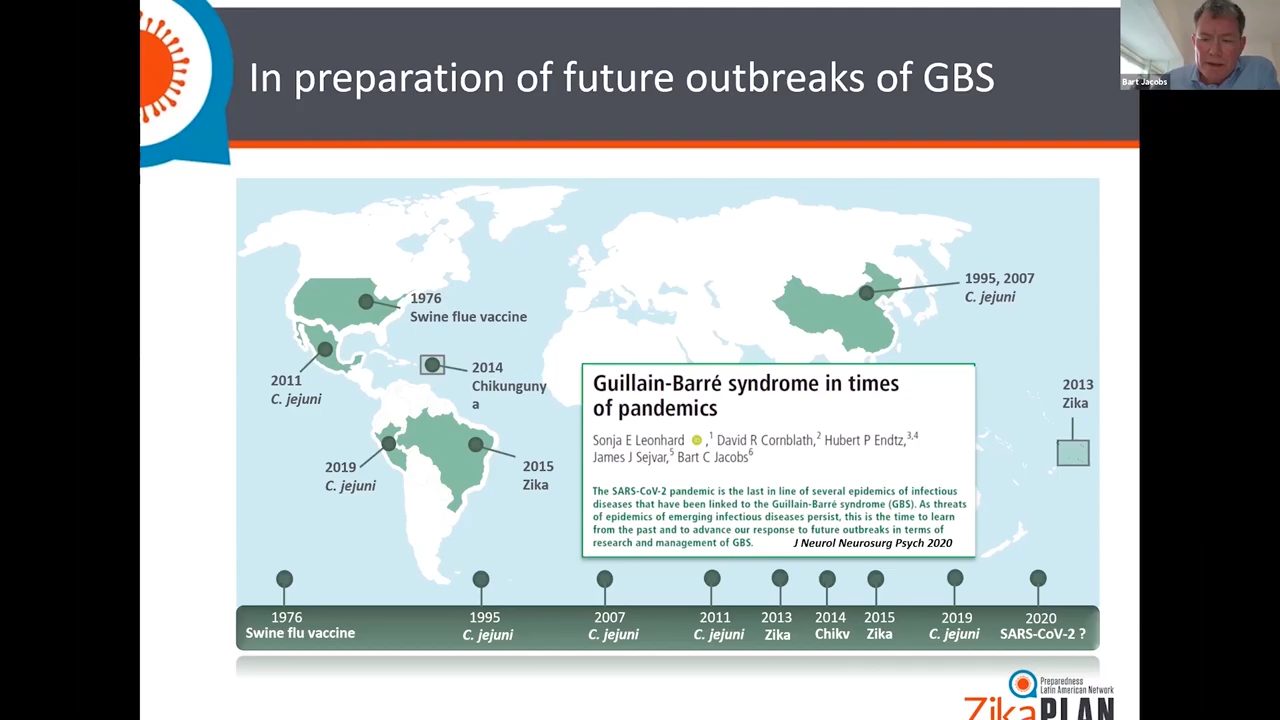 In preparation of future outbreaks of GBS
Bart Jacobs
1976
Swine flue vaccine
1995, 2007
C. jejuni
2014
Chikunguny
a
2011
C. jejuni
2013
Zika
2019
C. jejuni
2015
Zika
Guillain-Barré syndrome in times
of pandemics
Sonja E Leonhard ,1 David R Cornblath,2 Hubert P Endtz,3,4
James J Sejvar,5 Bart C Jacobs6
The SARS-CoV-2 pandemic is the last in line of several epidemics of infectious
diseases that have been linked to the Guillain-Barré syndrome (GBS). As threats
of epidemics of emerging infectious diseases persist, this is the time to learn
from the past and to advance our response to future outbreaks in terms of
research and management of GBS. J Neurol Neurosurg Psych 2020
1976 1995 2007 2011 2013 2014 2015 2019 2020
Swine flu vaccine C. jejuni C. jejuni C. jejuni Zika Chikv Zika C. jejuni SARS-CoV-2 ?
Preparedness
Latin American Network
ZikaPLAN